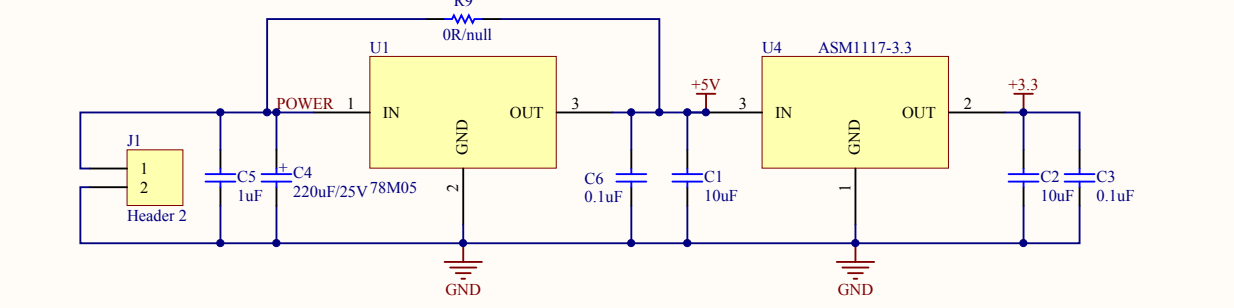 R9
0R/null
U1
U4
ASM1117-3.3
POWER
1
IN
OUT
3
+5V
3
IN
OUT
2
+3.3
GND
GND
J1
1
2
Header 2
C5
1uF
+
C4
220uF/25V
78M05
2
C6
0.1uF
C1
10uF
1
C2
10uF
C3
0.1uF
GND
GND